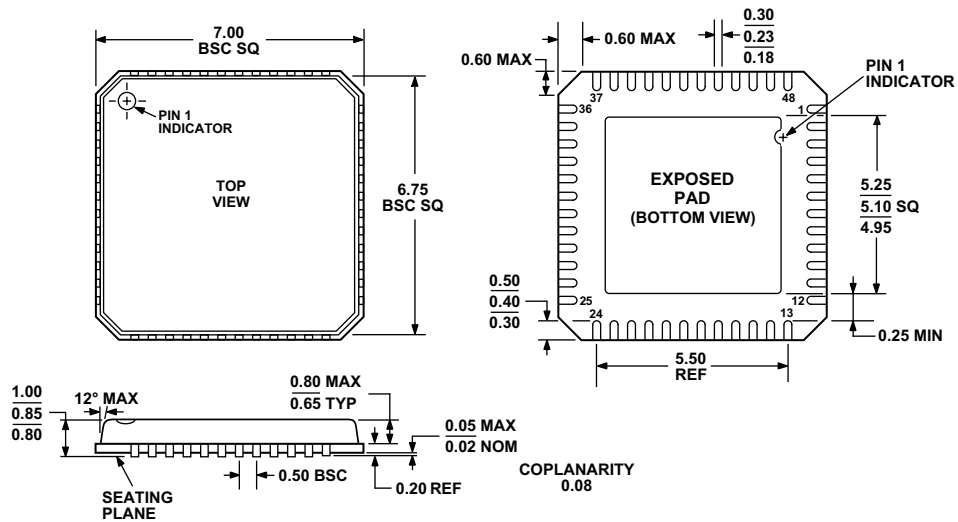 7.00
BSC SQ
PIN 1
INDICATOR
TOP
VIEW
6.75
BSC SQ
0.60 MAX
0.60 MAX
0.30
0.23
0.18
PIN 1
INDICATOR
37
48
36
1
EXPOSED
PAD
(BOTTOM VIEW)
5.25
5.10 SQ
4.95
25
12
24
13
0.50
0.40
0.30
0.25 MIN
5.50
REF
1.00
0.85
0.80
12° MAX
0.80 MAX
0.65 TYP
0.05 MAX
0.02 NOM
0.50 BSC
0.20 REF
SEATING
PLANE
COPLANARITY
0.08